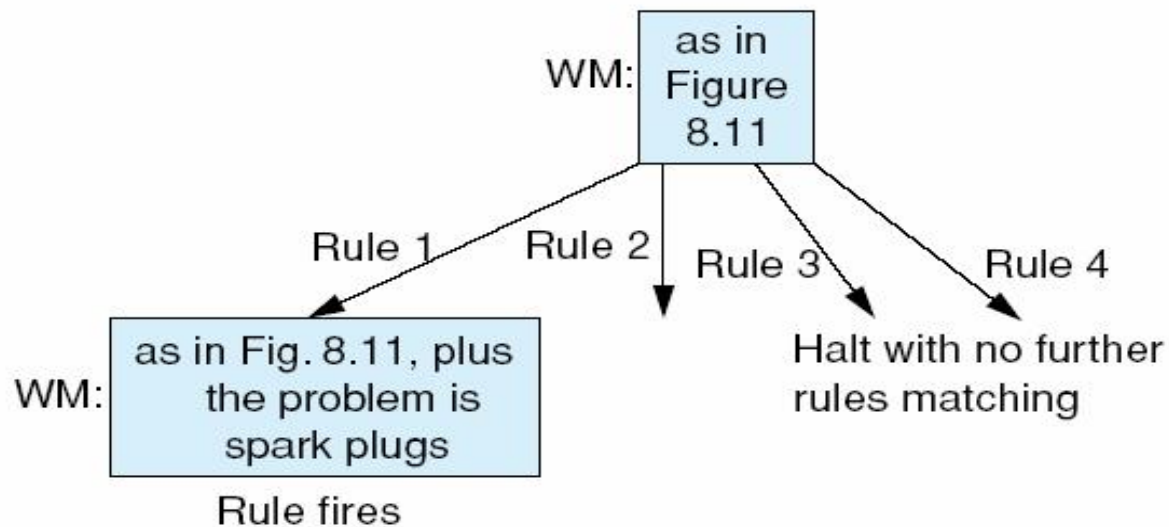 WM:
as in
Figure
8.11
Rule 1
Rule 2
Rule 3
Rule 4
WM:
as in Fig. 8.11, plus
the problem is
spark plugs
Halt with no further
rules matching
Rule fires